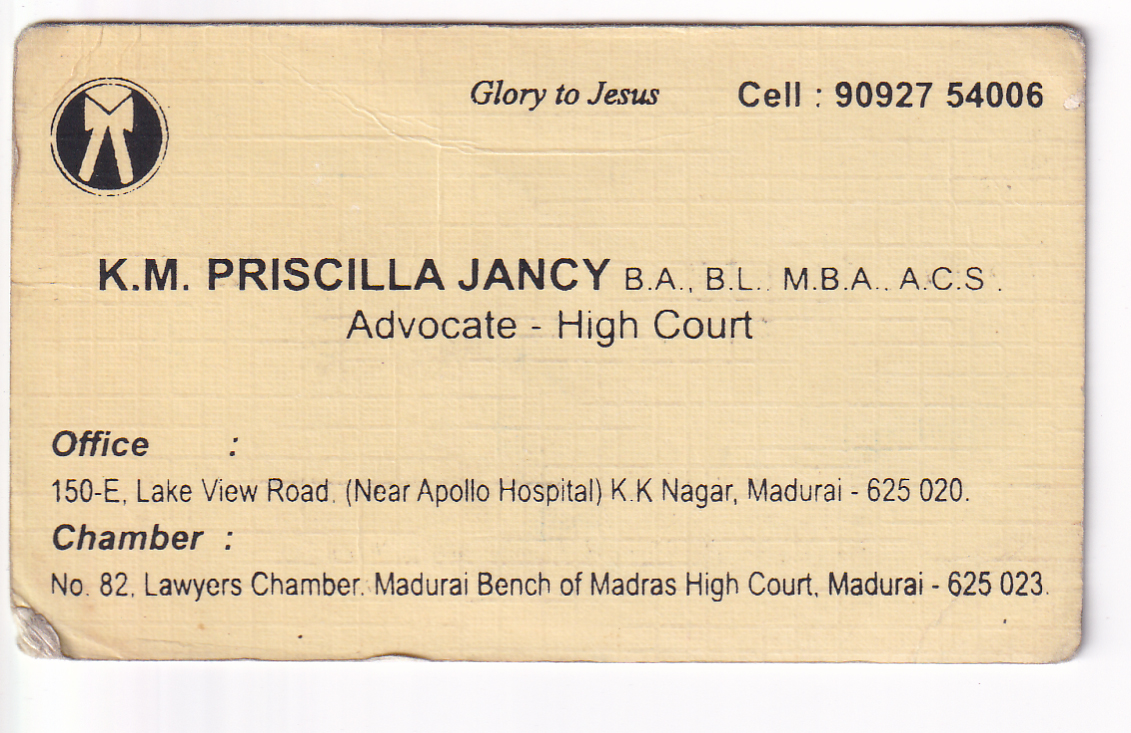 Glory to Jesus Cell : 90927 54006
K.M. PRISCILLA JANCY B.A., B.L., M.B.A., A.C.S.
Advocate - High Court
Office :
150-E, Lake View Road, (Near Apollo Hospital) K.K Nagar, Madurai - 625 020.
Chamber :
No. 82, Lawyers Chamber, Madurai Bench of Madras High Court, Madurai - 625 023.